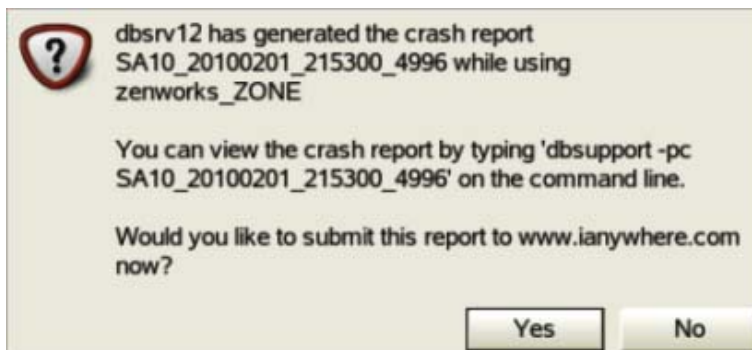 ?
dbsrv12 has generated the crash report
SA10_20100201_215300_4996 while using
zenworks_ZONE
You can view the crash report by typing 'dbsupport -pc
SA10_20100201_215300_4996' on the command line.
Would you like to submit this report to www.ianywhere.com
now?
Yes No